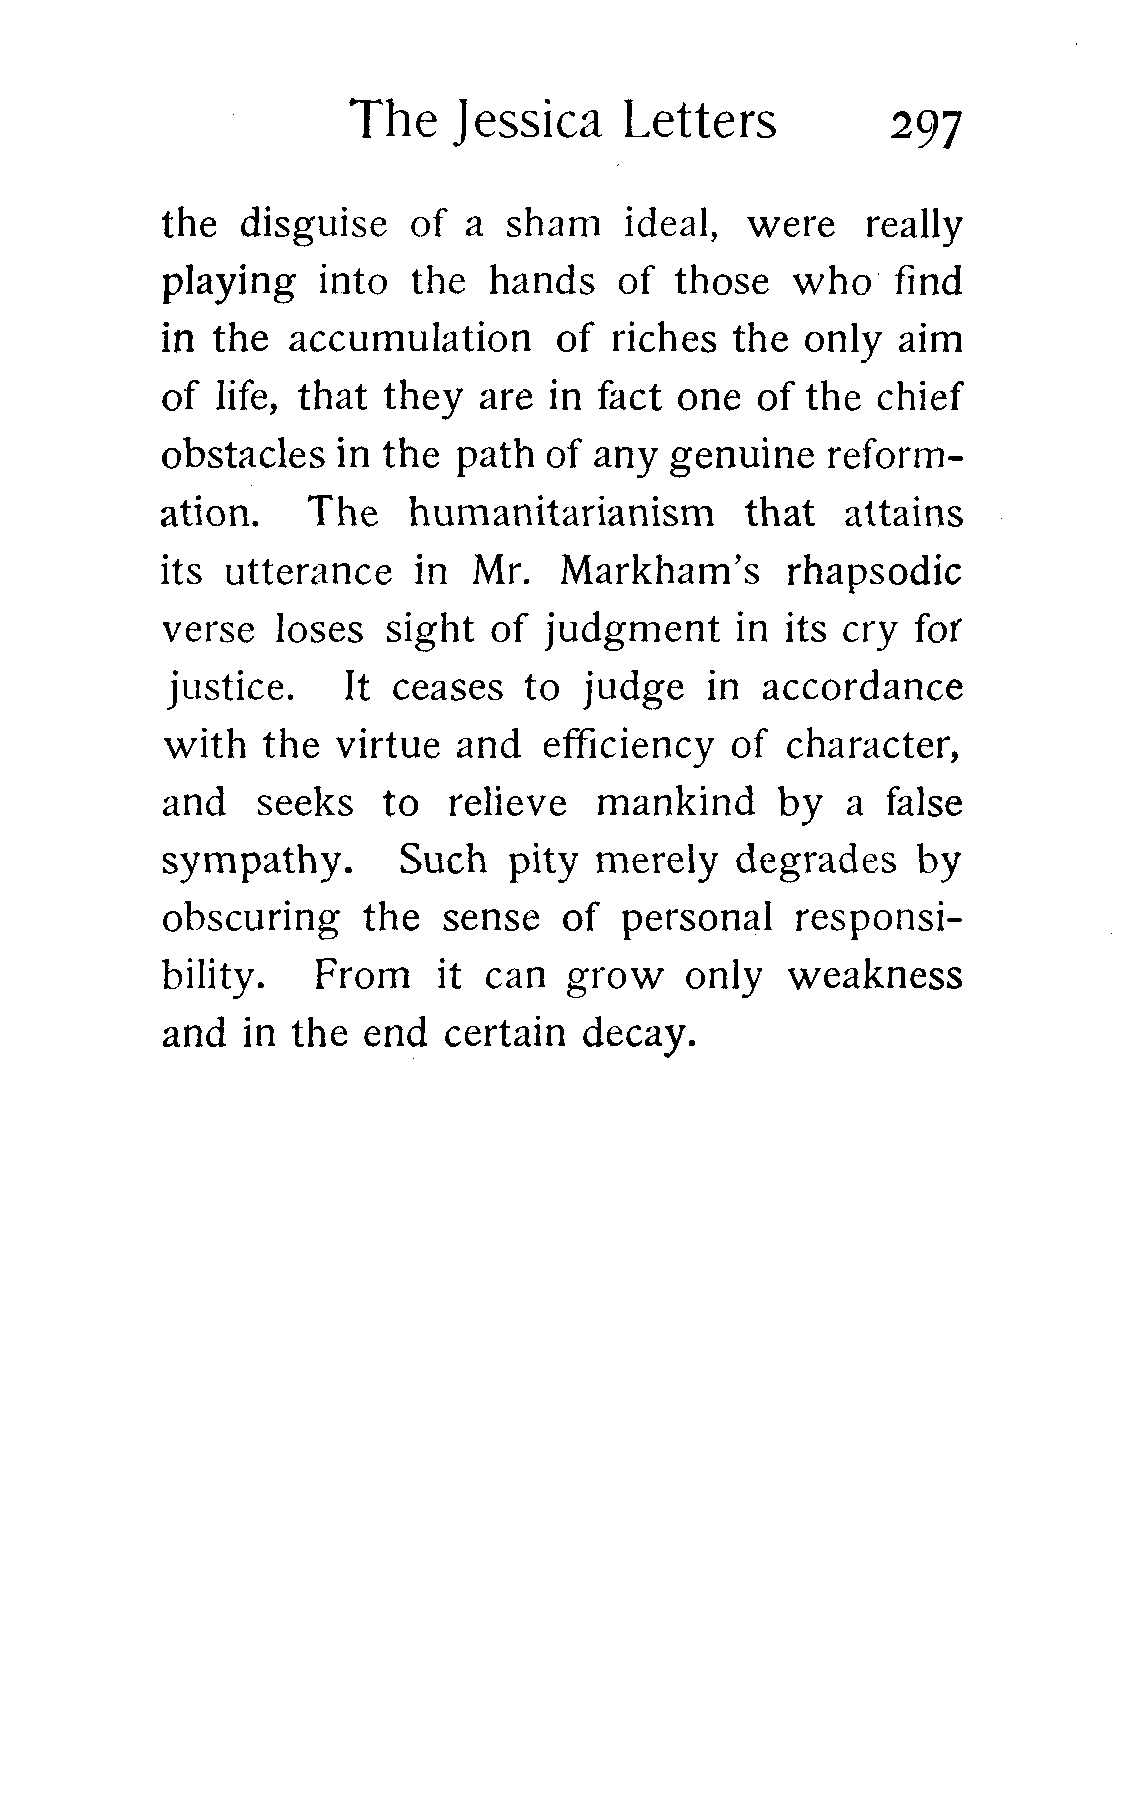 The Jessica Letters 297
the disguise of a sham ideal, were really
playing into the hands of those who find
in the accumulation of riches the only aim
of life, that they are in fact one of the chief
obstacles in the path of any genuine reform-
ation. The humanitarianism that attains
its utterance in Mr. Markham's rhapsodic
verse loses sight of judgment in its cry for
justice. It ceases to judge in accordance
with the virtue and efficiency of character,
and seeks to relieve mankind by a false
sympathy. Such pity merely degrades by
obscuring the sense of personal responsi-
bility. From it can grow only weakness
and in the end certain decay.